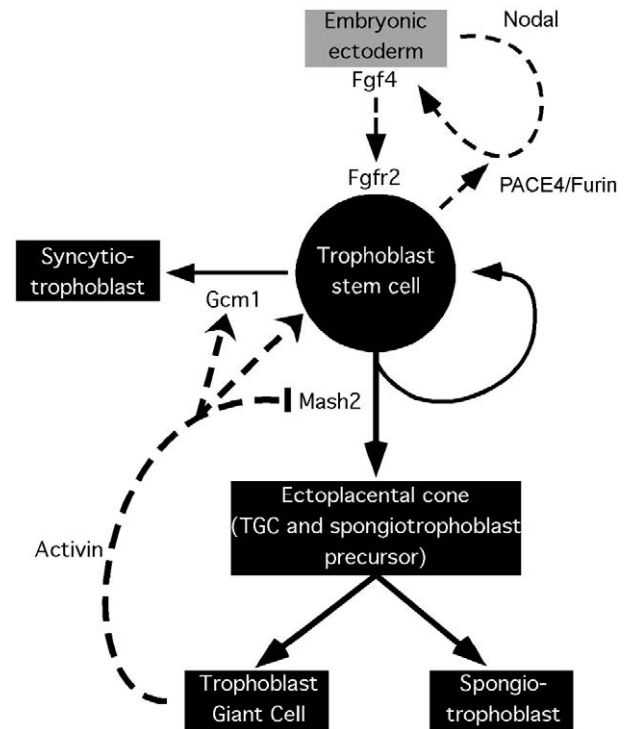 Embryonic
ectoderm
Nodal
Fgf4
Fgfr2
PACE4/Furin
Trophoblast
stem cell
Syncytio-
trophoblast
Gcm1
Mash2
Ectoplacental cone
(TGC and spongiotrophoblast
precursor)
Activin
Trophoblast
Giant Cell
Spongio-
trophoblast